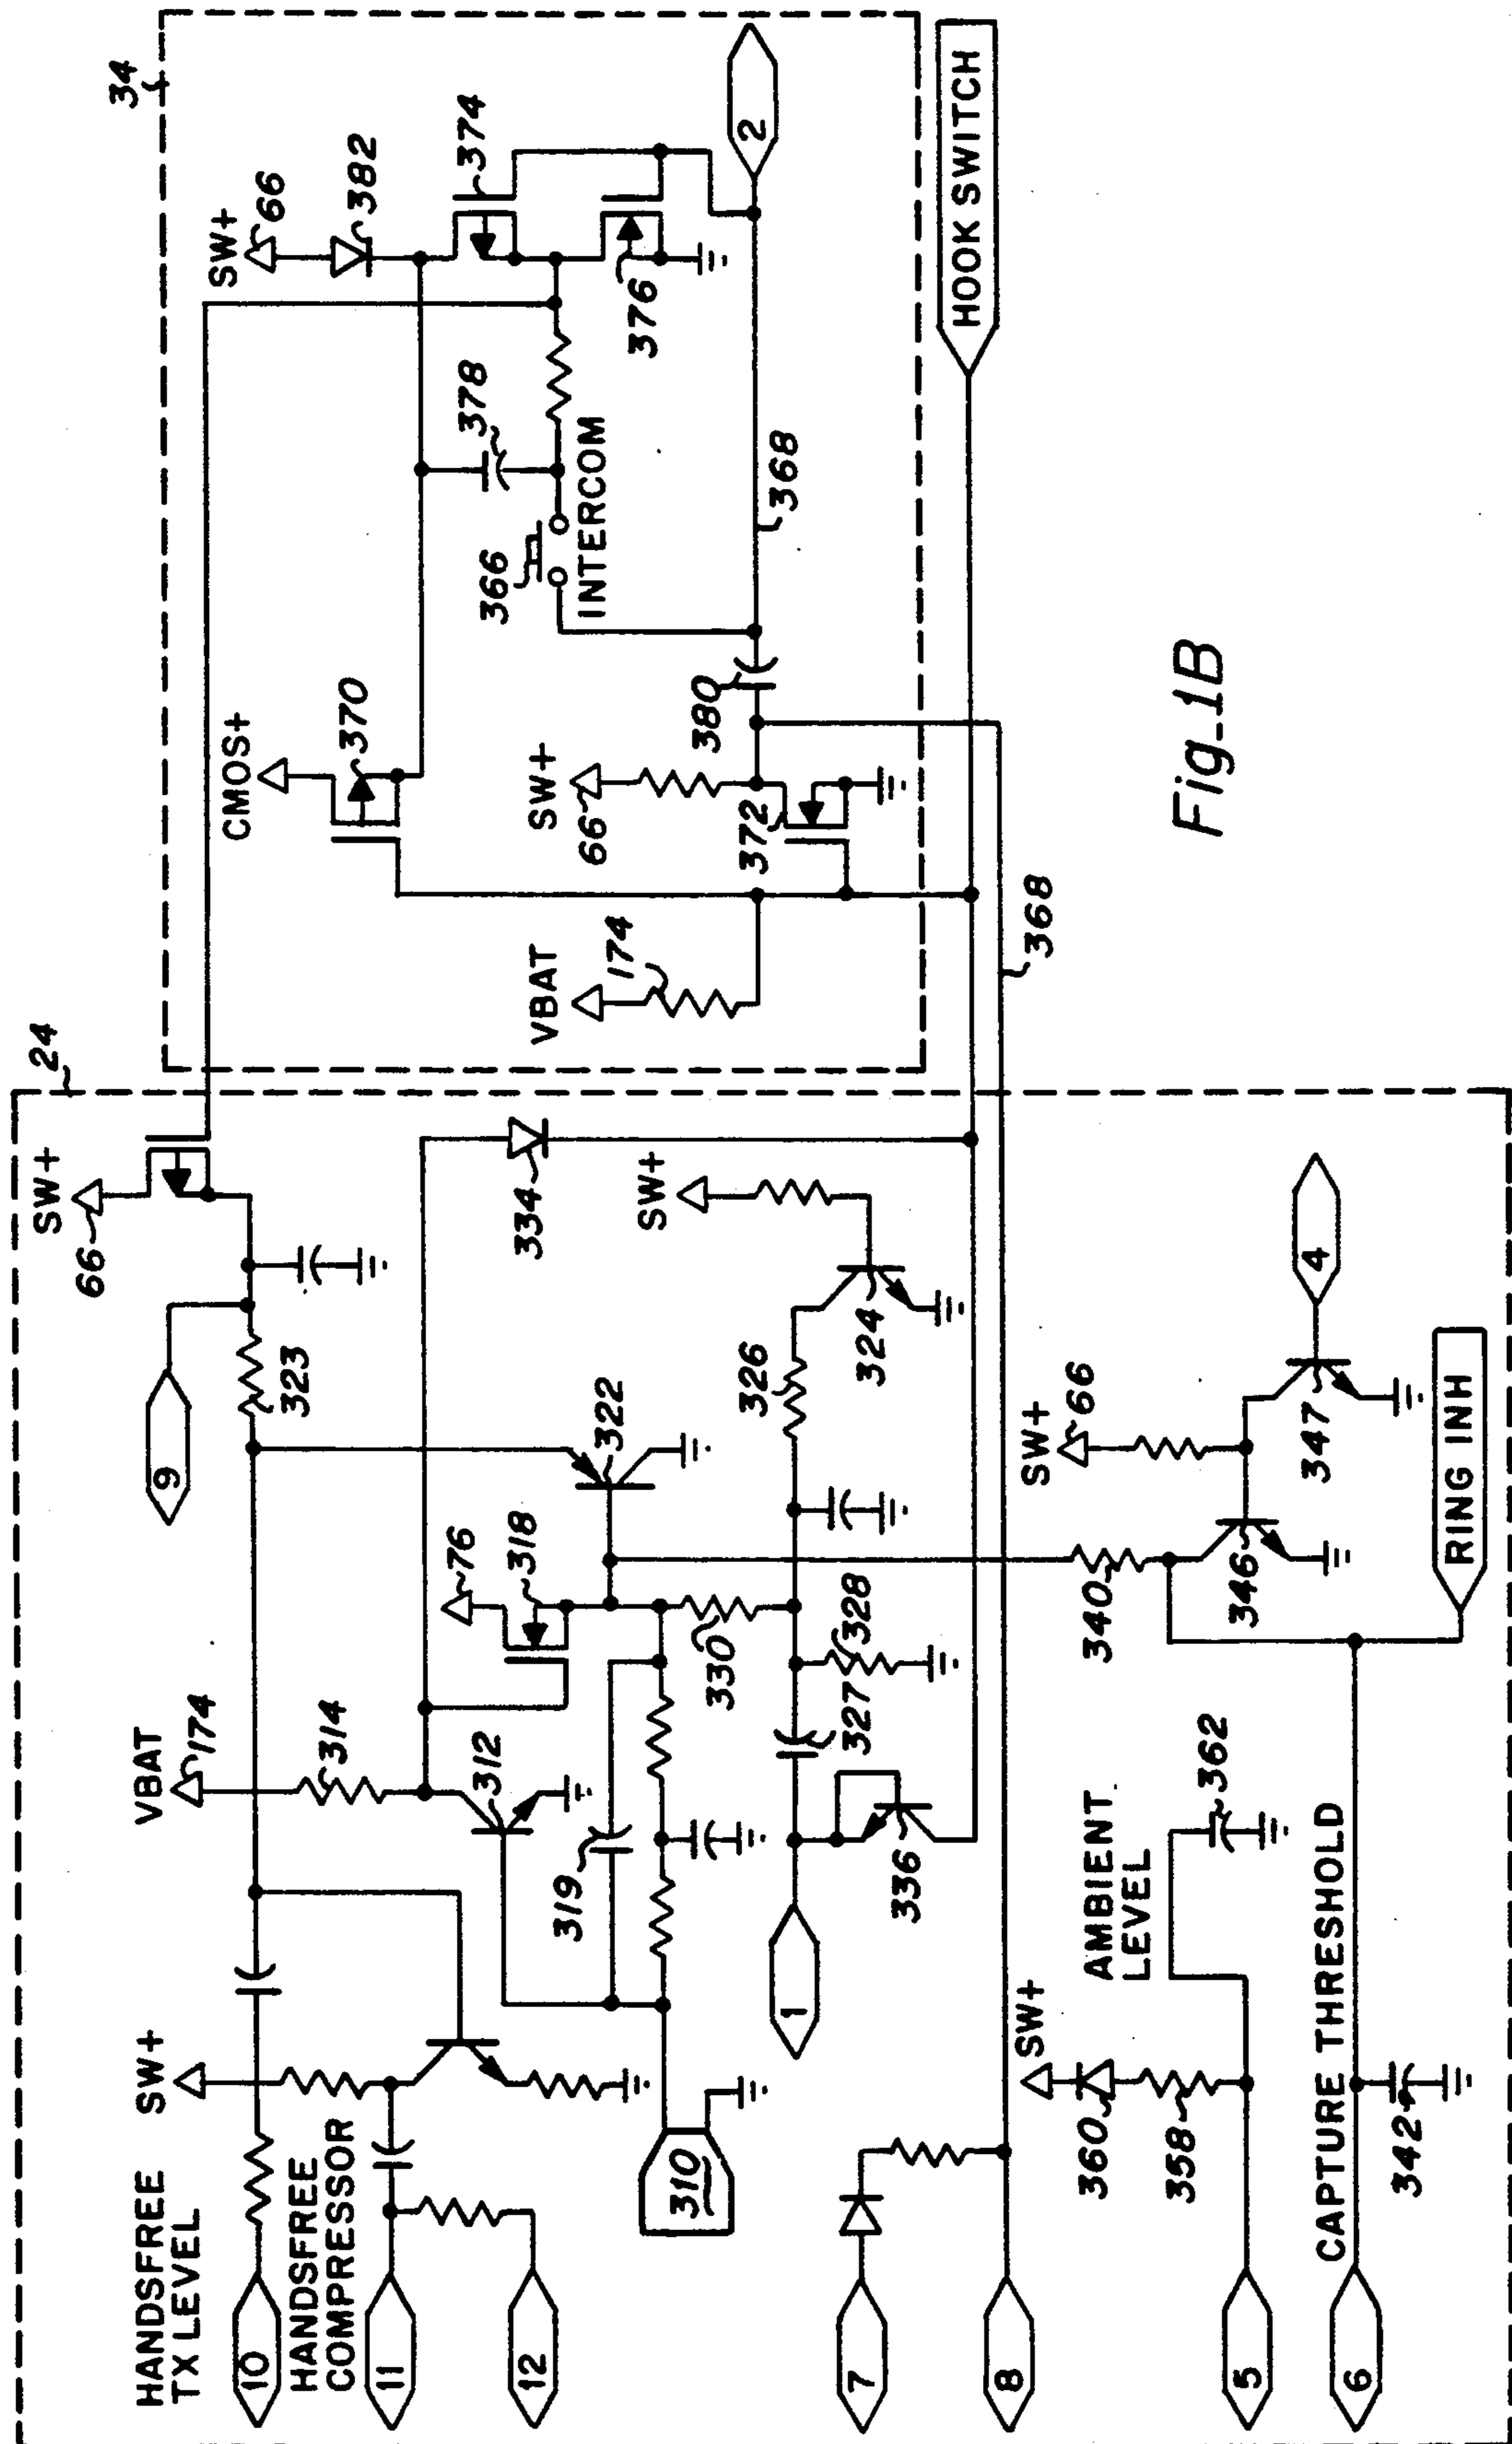 24
34
SW+
66
9
323
SW+
66
382
374
376
378
366
INTERCOM
2
368
380
CMOS+
370
SW+
66
372
VBAT
174
HOOK SWITCH
368
HANDSFREE
TX LEVEL
10
HANDSFREE
COMPRESSOR
11
12
SW+
VBAT
174
314
312
319
310
76
318
322
334
SW+
324
326
330
328
327
336
1
7
8
SW+
360
358
AMBIENT
LEVEL
362
5
CAPTURE THRESHOLD
6
342
340
346
SW+
66
347
4
RING INH
Fig_1B